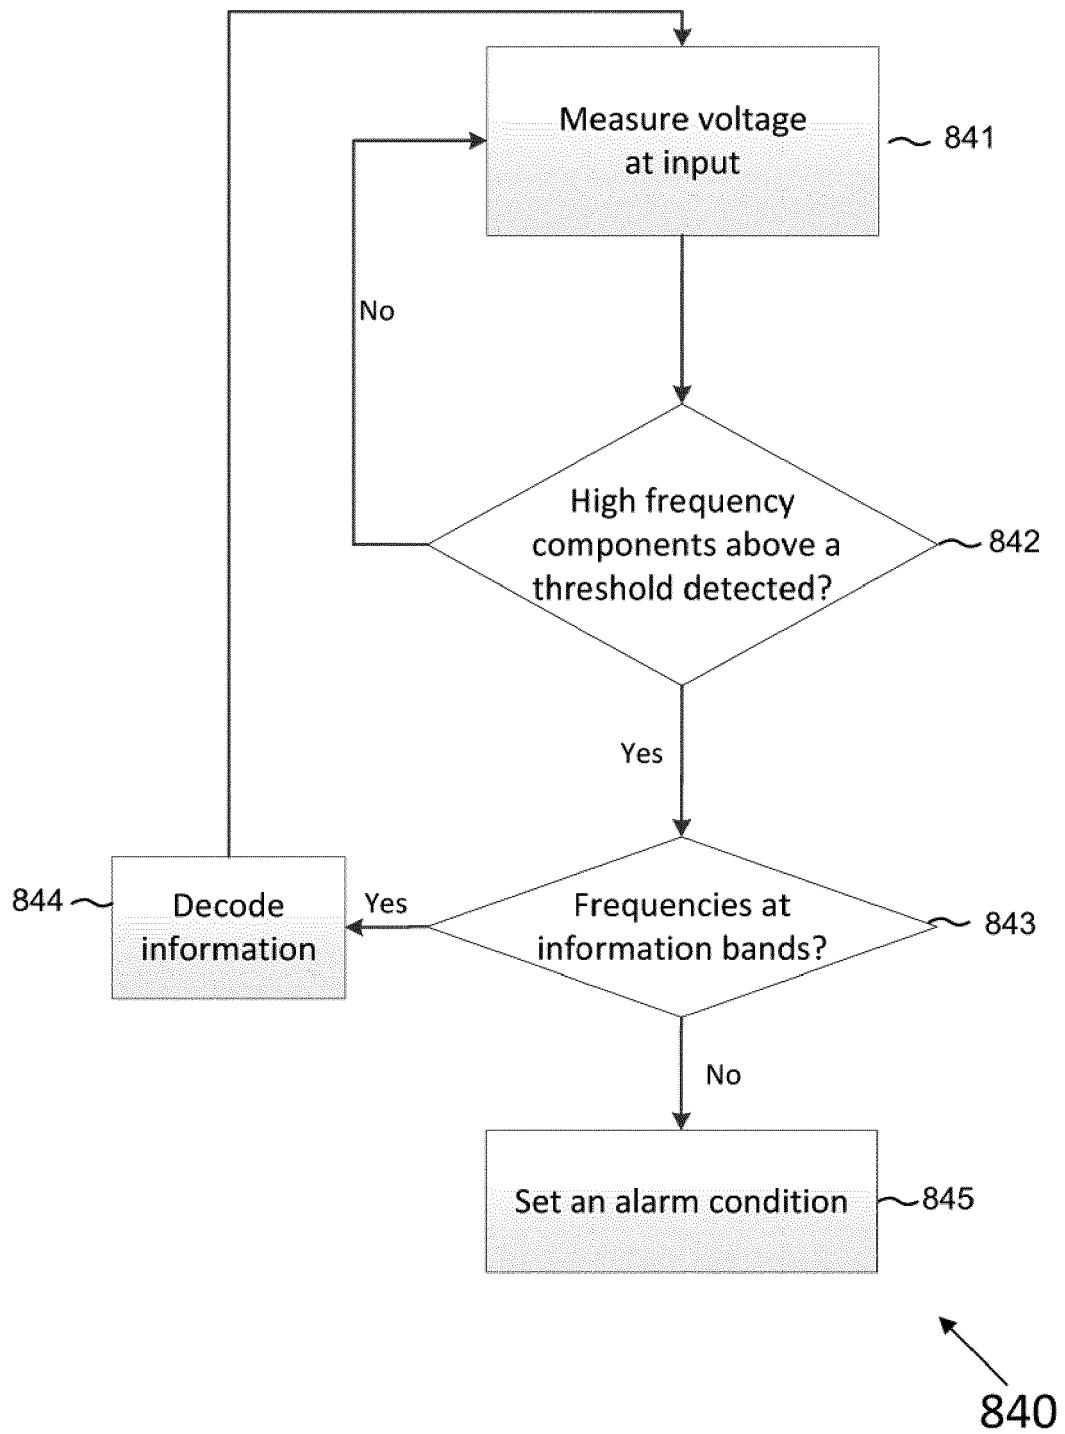 Measure voltage
at input
841
No
High frequency
components above a
threshold detected?
842
Yes
844
Decode
information
Yes
Frequencies at
information bands?
843
No
Set an alarm condition
845
840